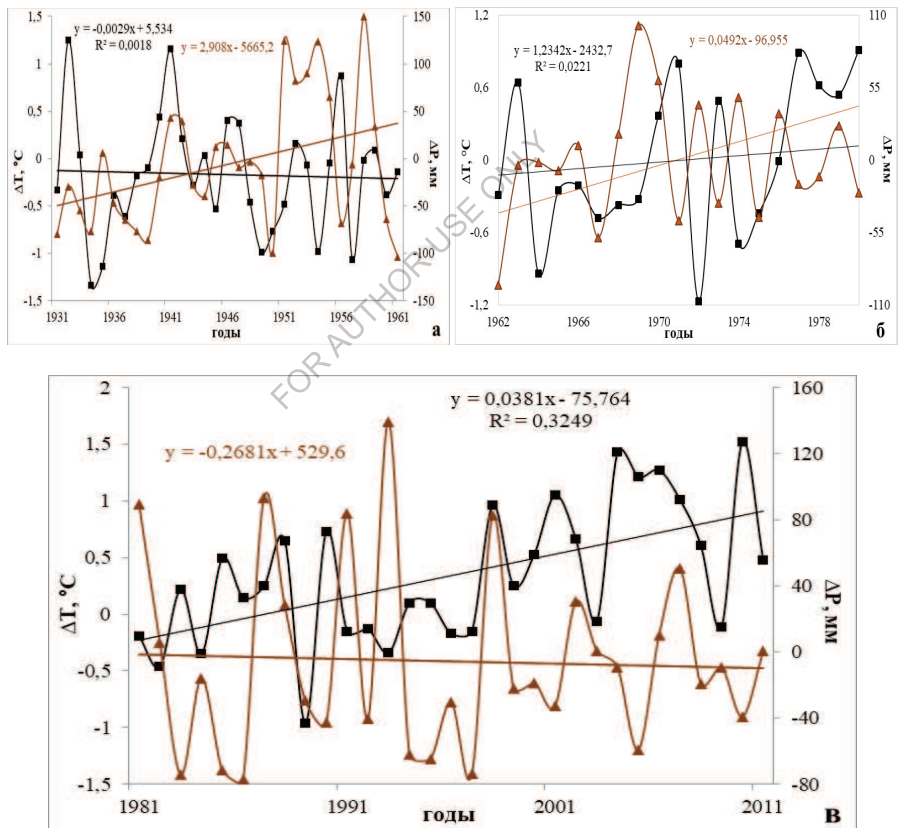 y = -0,0029x + 5,534
R² = 0,0018
y = 2,908x - 5665,2
1,5
1
0,5
0
-0,5
-1
-1,5
ΔT, °C
150
100
50
0
-50
-100
-150
ΔP, мм
1931 1936 1941 1946 1951 1956 1961
годы
а
y = 1,2342x - 2432,7
R² = 0,0221
y = 0,0492x - 96,955
1,2
0,6
0
-0,6
-1,2
ΔT, °C
110
55
0
-55
-110
ΔP, мм
1962 1966 1970 1974 1978
годы
б
FOR AUTHOR USE ONLY
y = 0,0381x - 75,764
R² = 0,3249
y = -0,2681x + 529,6
2
1,5
1
0,5
0
-0,5
-1
-1,5
ΔT, °C
160
120
80
40
0
-40
-80
ΔP, мм
1981 1991 2001 2011
годы
в